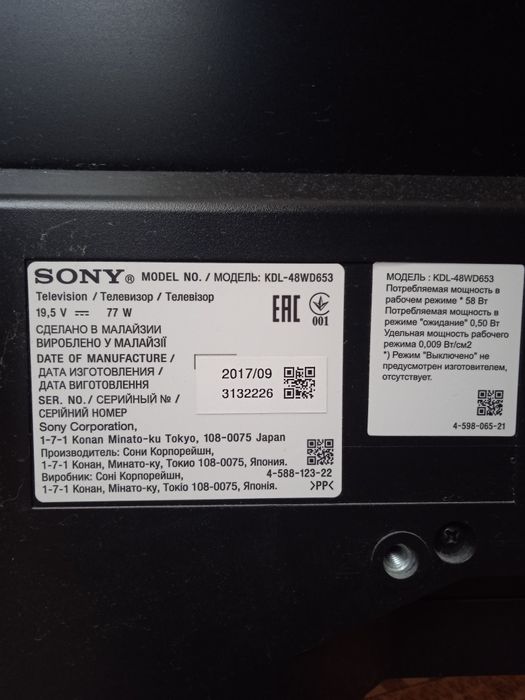 SONY® MODEL NO. / МОДЕЛЬ: KDL-48WD653
Television / Телевизор / Телевізор
19,5 V ⎓ 77 W
EAC
001
СДЕЛАНО В МАЛАЙЗИИ
ВИРОБЛЕНО У МАЛАЙЗІЇ
DATE OF MANUFACTURE /
ДАТА ИЗГОТОВЛЕНИЯ /
ДАТА ВИГОТОВЛЕННЯ
2017/09
SER. NO. / СЕРИЙНЫЙ № /
СЕРІЙНИЙ НОМЕР
3132226
Sony Corporation,
1-7-1 Konan Minato-ku Tokyo, 108-0075 Japan
Производитель: Сони Корпорейшн,
1-7-1 Конан, Минато-ку, Токио 108-0075, Япония.
Виробник: Соні Корпорейшн, 4-588-123-22
1-7-1 Конан, Мінато-ку, Токіо 108-0075, Японія. >PP<
МОДЕЛЬ : KDL-48WD653
Потребляемая мощность в
рабочем режиме * 58 Вт
Потребляемая мощность в
режиме "ожидание" 0,50 Вт
Удельная мощность рабочего
режима 0,009 Вт/см2
*) Режим "Выключено" не
предусмотрен изготовителем,
отсутствует.
4-598-065-21